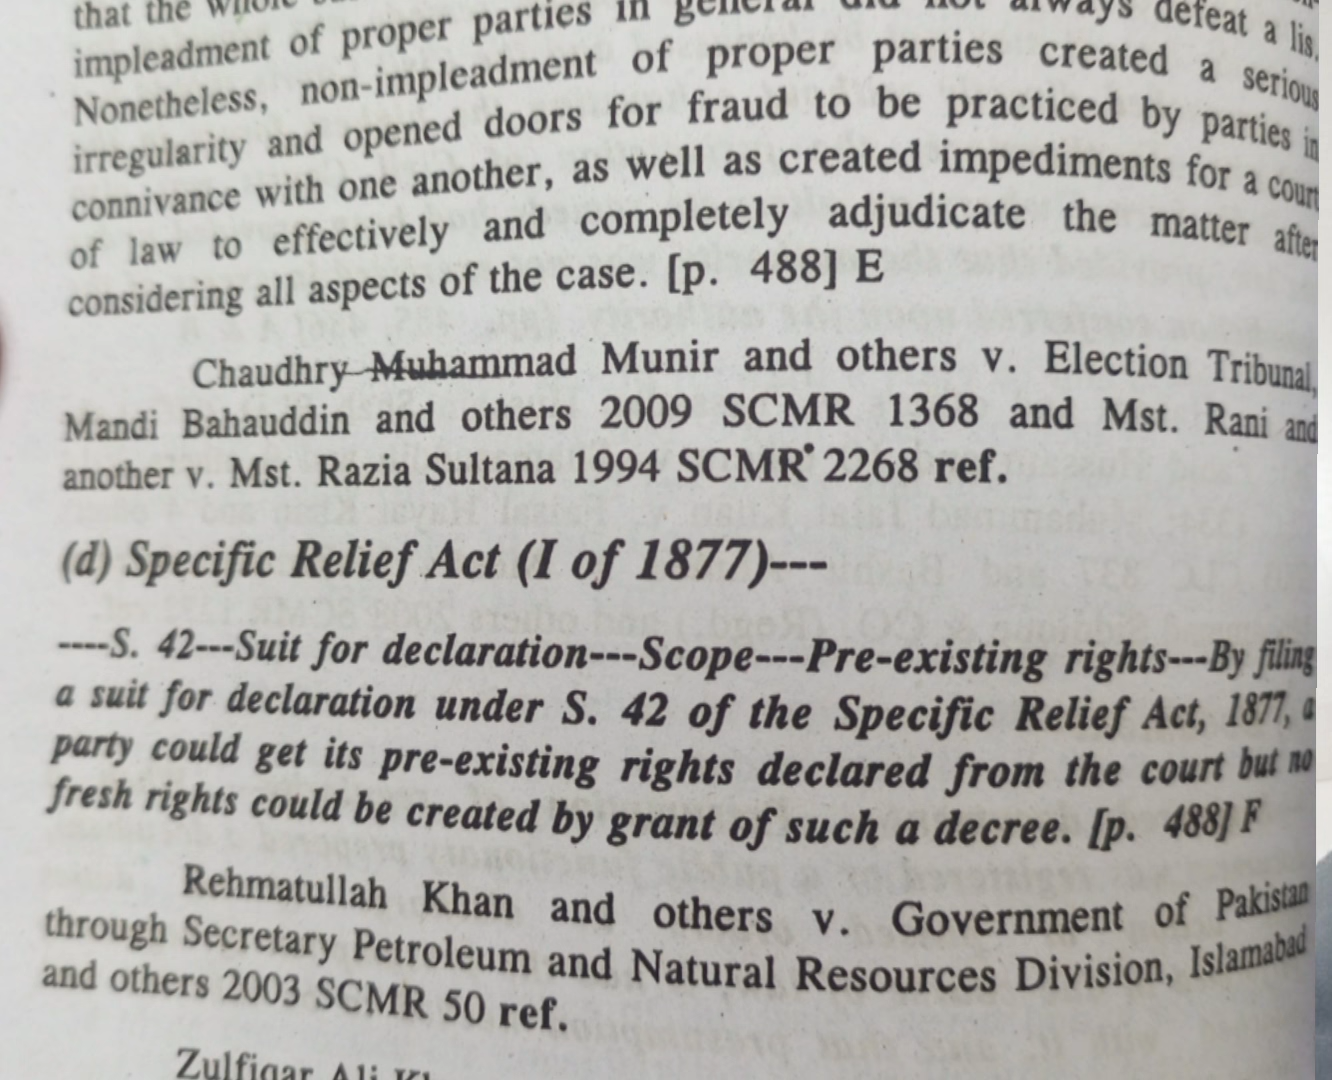 that the whole
impleadment of proper parties in general did not always defeat a lis.
Nonetheless, non-impleadment of proper parties created a serious
irregularity and opened doors for fraud to be practiced by parties in
connivance with one another, as well as created impediments for a court
of law to effectively and completely adjudicate the matter after
considering all aspects of the case. [p. 488] E
Chaudhry Muhammad Munir and others v. Election Tribunal,
Mandi Bahauddin and others 2009 SCMR 1368 and Mst. Rani and
another v. Mst. Razia Sultana 1994 SCMR 2268 ref.
(d) Specific Relief Act (I of 1877)---
----S. 42---Suit for declaration---Scope---Pre-existing rights---By filing
a suit for declaration under S. 42 of the Specific Relief Act, 1877, a
party could get its pre-existing rights declared from the court but no
fresh rights could be created by grant of such a decree. [p. 488] F
Rehmatullah Khan and others v. Government of Pakistan
through Secretary Petroleum and Natural Resources Division, Islamabad
and others 2003 SCMR 50 ref.
Zulfiqar Ali